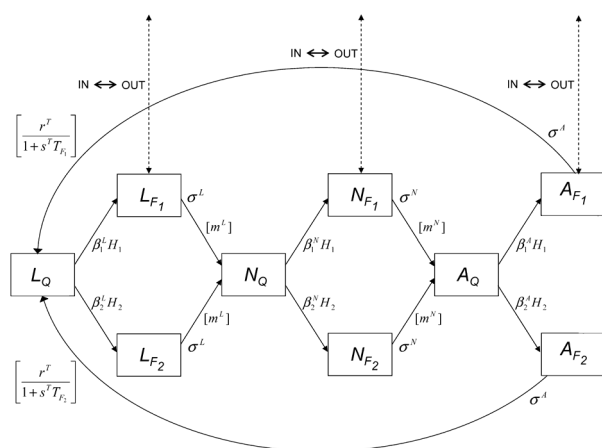 IN ↔ OUT
IN ↔ OUT
IN ↔ OUT
[r^T / (1 + s^T T_{F_1})]
σ^A
L_{F_1}
σ^L
N_{F_1}
σ^N
A_{F_1}
[m^L]
[m^N]
β_1^L H_1
β_1^N H_1
β_1^A H_1
L_Q
N_Q
A_Q
β_2^L H_2
β_2^N H_2
β_2^A H_2
[m^L]
[m^N]
L_{F_2}
σ^L
N_{F_2}
σ^N
A_{F_2}
[r^T / (1 + s^T T_{F_2})]
σ^A